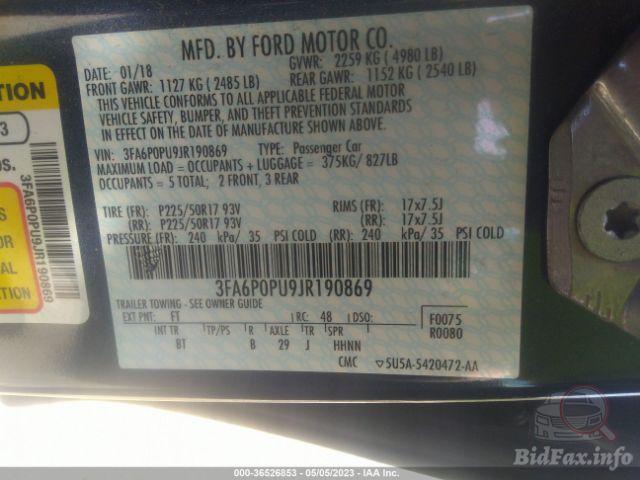 MFD. BY FORD MOTOR CO.
DATE: 01/18
GVWR: 2259 KG ( 4980 LB)
FRONT GAWR: 1127 KG ( 2485 LB)
REAR GAWR: 1152 KG ( 2540 LB)
THIS VEHICLE CONFORMS TO ALL APPLICABLE FEDERAL MOTOR
VEHICLE SAFETY, BUMPER, AND THEFT PREVENTION STANDARDS
IN EFFECT ON THE DATE OF MANUFACTURE SHOWN ABOVE.
VIN: 3FA6P0PU9JR190869 TYPE: Passenger Car
MAXIMUM LOAD = OCCUPANTS + LUGGAGE = 375KG/ 827LB
OCCUPANTS = 5 TOTAL; 2 FRONT, 3 REAR
TIRE (FR): P225/50R17 93V RIMS (FR): 17x7.5J
(RR): P225/50R17 93V (RR): 17x7.5J
PRESSURE (FR): 240 kPa/ 35 PSI COLD (RR): 240 kPa/ 35 PSI COLD
3FA6P0PU9JR190869
TRAILER TOWING - SEE OWNER GUIDE
EXT PNT: FT RC: 48 DSO: F0075
R0080
INT TR TP/PS R AXLE TR SPR
BT B 29 J HHNN
CMC 5U5A-5420472-AA
TION
3
OS.
OR
AL
ION
3FA6P0PU9JR190869
000-36526853 - 05/05/2023 - IAA Inc.
BidFax.info